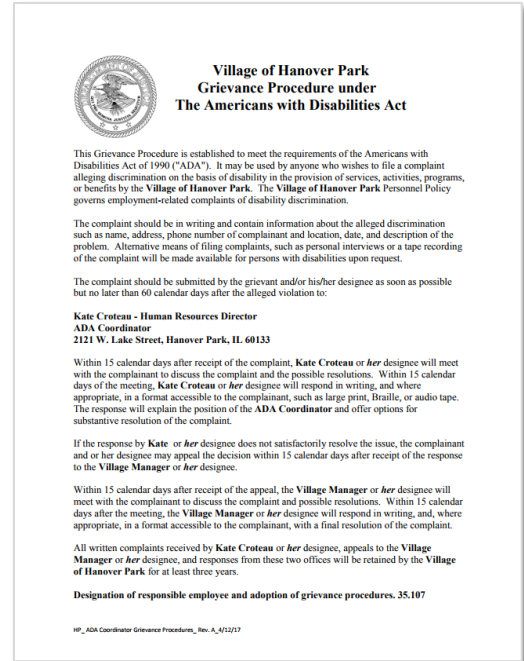 Village of Hanover Park
Grievance Procedure under
The Americans with Disabilities Act
This Grievance Procedure is established to meet the requirements of the Americans with
Disabilities Act of 1990 ("ADA"). It may be used by anyone who wishes to file a complaint
alleging discrimination on the basis of disability in the provision of services, activities, programs,
or benefits by the Village of Hanover Park. The Village of Hanover Park Personnel Policy
governs employment-related complaints of disability discrimination.
The complaint should be in writing and contain information about the alleged discrimination
such as name, address, phone number of complainant and location, date, and description of the
problem. Alternative means of filing complaints, such as personal interviews or a tape recording
of the complaint will be made available for persons with disabilities upon request.
The complaint should be submitted by the grievant and/or his/her designee as soon as possible
but no later than 60 calendar days after the alleged violation to:
Kate Croteau - Human Resources Director
ADA Coordinator
2121 W. Lake Street, Hanover Park, IL 60133
Within 15 calendar days after receipt of the complaint, Kate Croteau or her designee will meet
with the complainant to discuss the complaint and the possible resolutions. Within 15 calendar
days of the meeting, Kate Croteau or her designee will respond in writing, and where
appropriate, in a format accessible to the complainant, such as large print, Braille, or audio tape.
The response will explain the position of the ADA Coordinator and offer options for
substantive resolution of the complaint.
If the response by Kate or her designee does not satisfactorily resolve the issue, the complainant
and or her designee may appeal the decision within 15 calendar days after receipt of the response
to the Village Manager or her designee.
Within 15 calendar days after receipt of the appeal, the Village Manager or her designee will
meet with the complainant to discuss the complaint and possible resolutions. Within 15 calendar
days after the meeting, the Village Manager or her designee will respond in writing, and, where
appropriate, in a format accessible to the complainant, with a final resolution of the complaint.
All written complaints received by Kate Croteau or her designee, appeals to the Village
Manager or her designee, and responses from these two offices will be retained by the Village
of Hanover Park for at least three years.
Designation of responsible employee and adoption of grievance procedures. 35.107
HP_ ADA Coordinator Grievance Procedures_ Rev. A_4/12/17